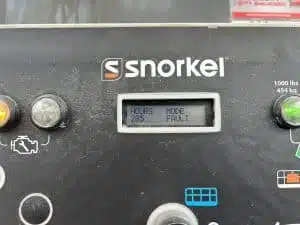 snorkel
1000 lbs
454 kg
HOURS MODE
285 FAULT